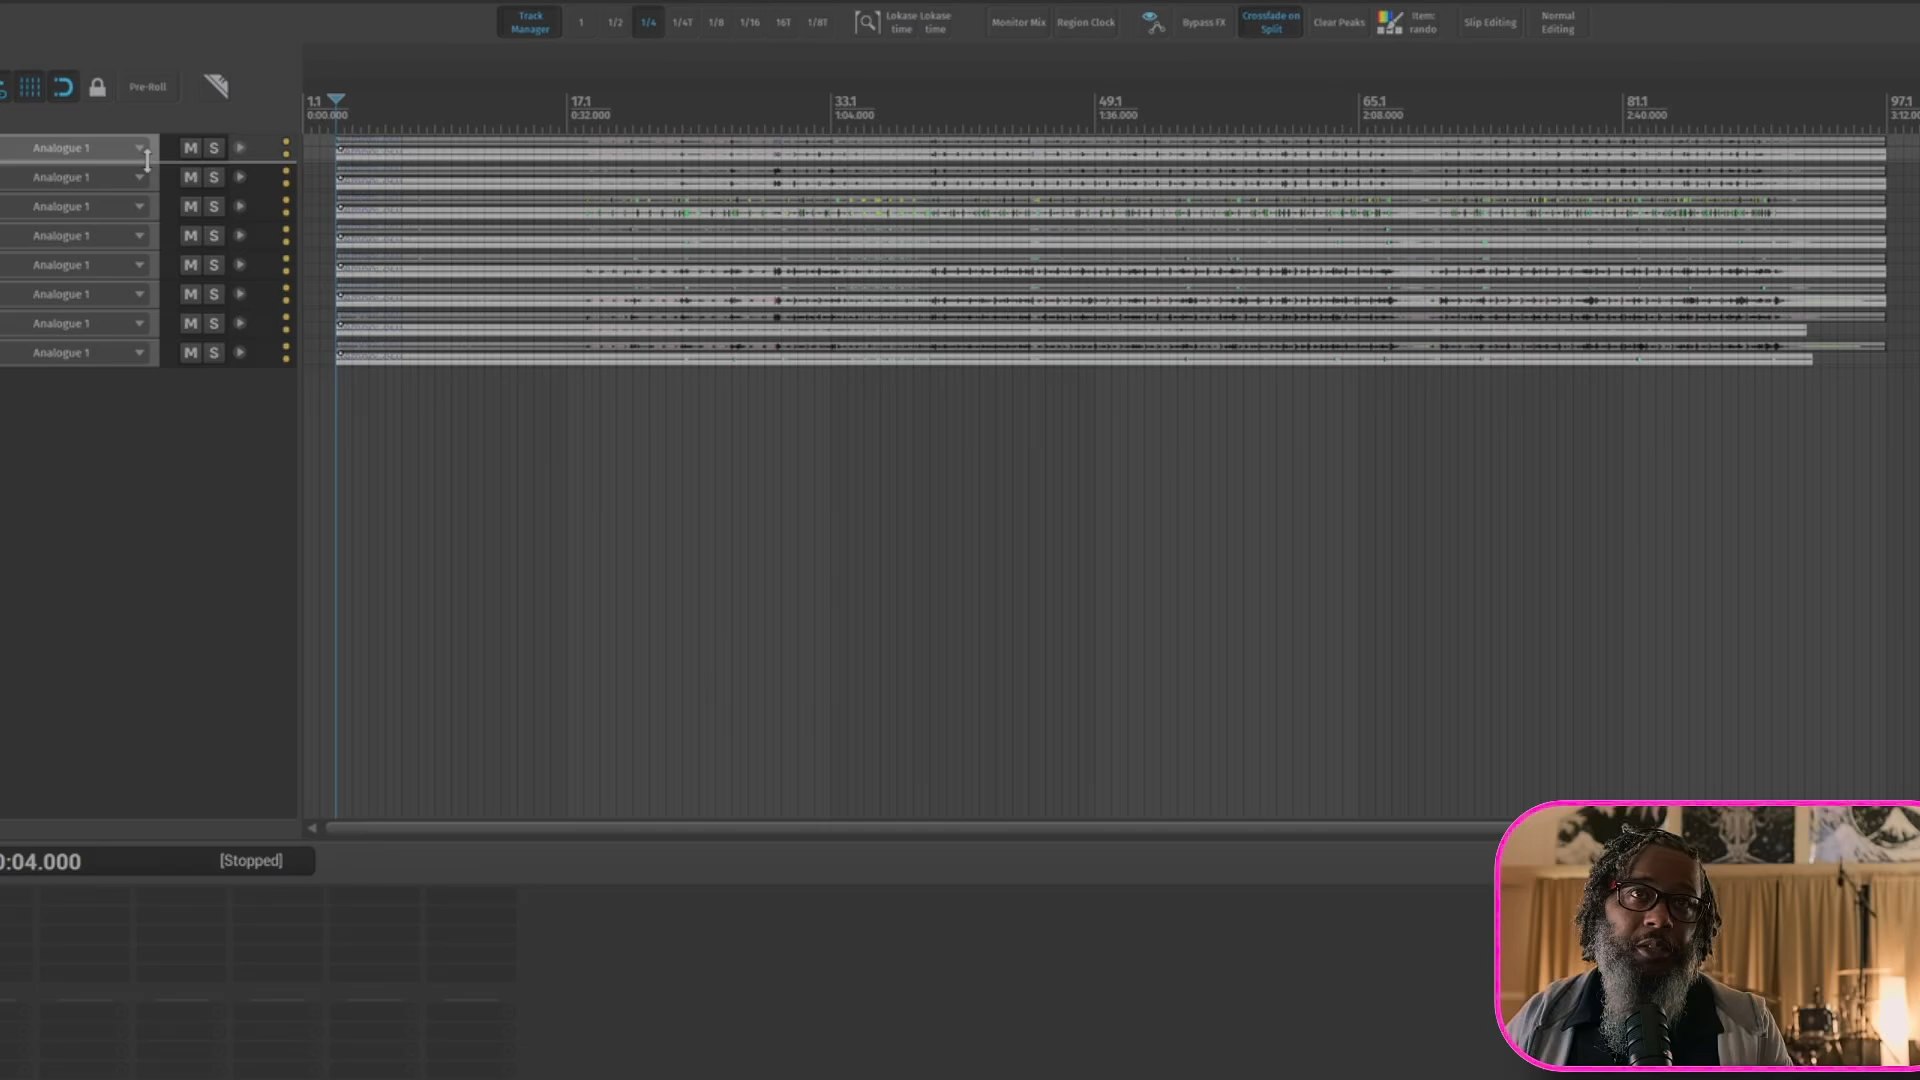 Track Manager
1
1/2
1/4
1/4T
1/8
1/16
16T
1/8T
Lokase time
Lokase time
Monitor Mix
Region Clock
Bypass FX
Crossfade on Split
Clear Peaks
Item: rando
Slip Editing
Normal Editing
Pre-Roll
1.1 17.1 33.1 49.1 65.1 81.1 97.1
0:00.000 0:32.000 1:04.000 1:36.000 2:08.000 2:40.000 3:12.00
Analogue 1 M S
Analogue 1 M S
Analogue 1 M S
Analogue 1 M S
Analogue 1 M S
Analogue 1 M S
Analogue 1 M S
Analogue 1 M S
0:04.000 [Stopped]